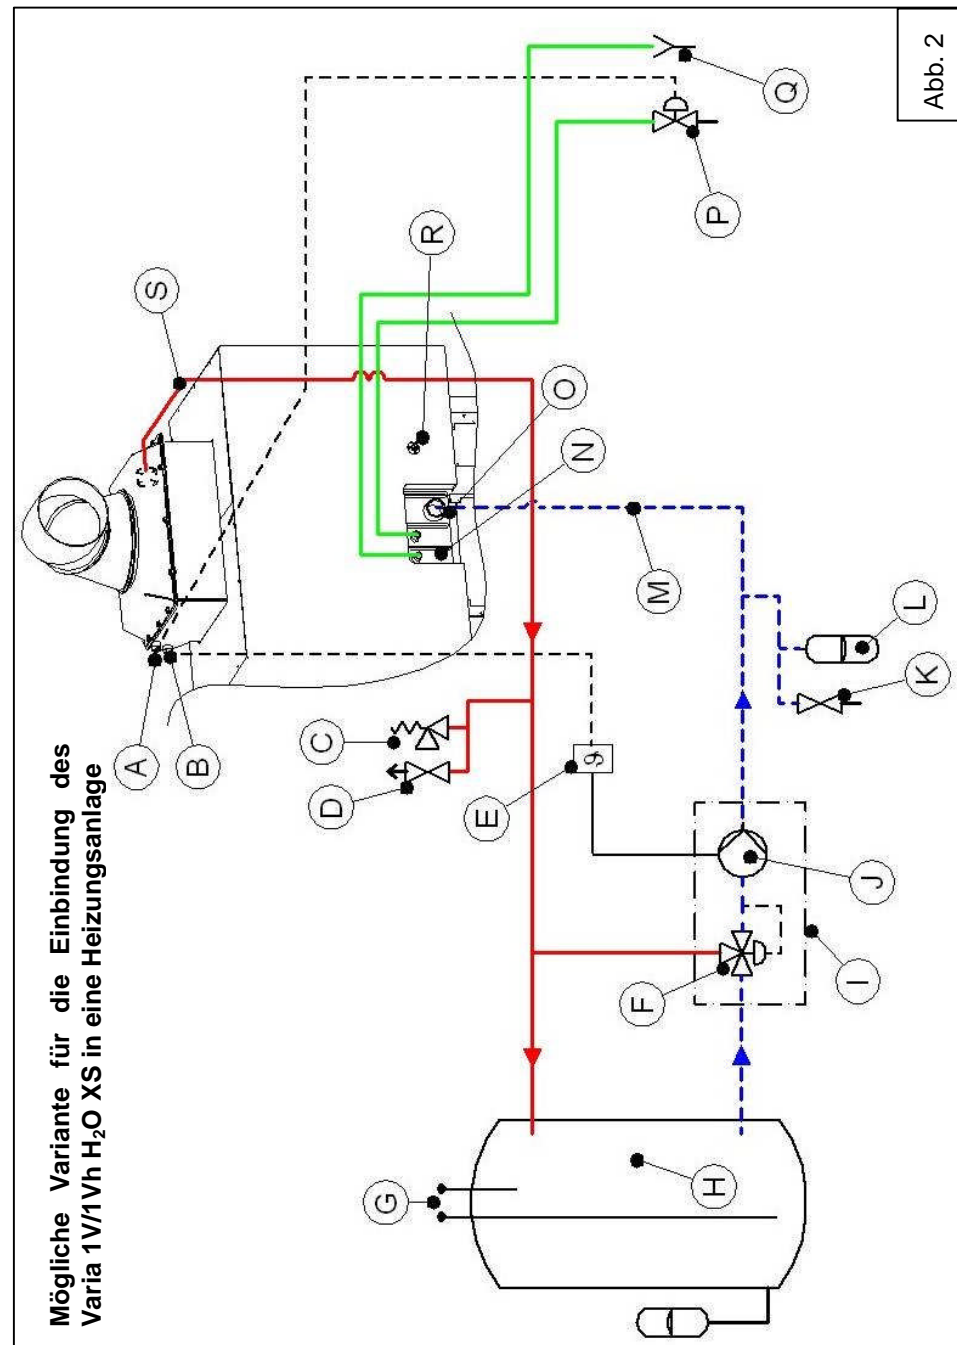 Mögliche Variante für die Einbindung des
Varia 1V/1Vh H₂O XS in eine Heizungsanlage
A
B
C
D
E
F
G
H
I
J
K
L
M
N
O
P
Q
R
S
ϑ
Abb. 2